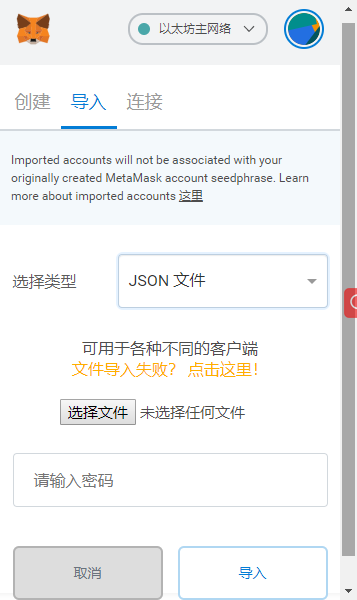 以太坊主网络
创建 导入 连接
Imported accounts will not be associated with your
originally created MetaMask account seedphrase. Learn
more about imported accounts 这里
选择类型 JSON 文件
可用于各种不同的客户端
文件导入失败? 点击这里!
选择文件 未选择任何文件
请输入密码
取消 导入